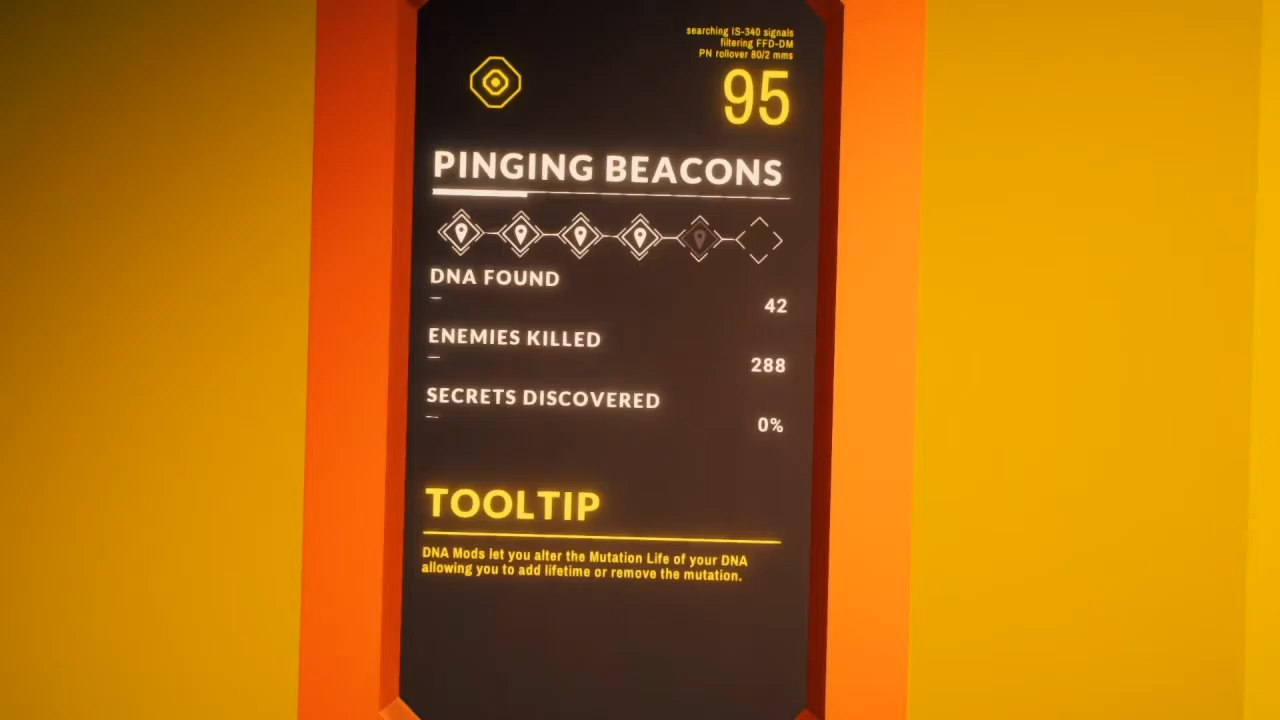 searching IS-340 signals
filtering FFD-DM
PN rollover 80/2 mms
95
PINGING BEACONS
DNA FOUND
42
ENEMIES KILLED
288
SECRETS DISCOVERED
0%
TOOLTIP
DNA Mods let you alter the Mutation Life of your DNA
allowing you to add lifetime or remove the mutation.